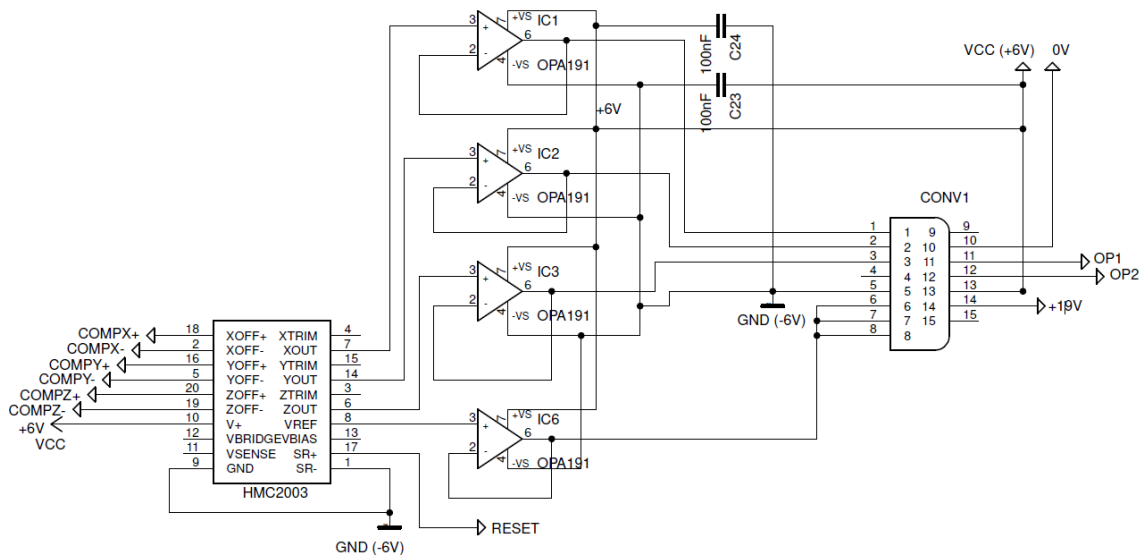 3 + +VS 7 IC1
6
2 - 4 -VS OPA191
100nF C24
100nF C23
VCC (+6V) 0V
+6V
3 + +VS 7 IC2
6
2 - 4 -VS OPA191
CONV1
1 1 9 9
2 2 10 10
3 3 11 11 OP1
4 4 12 12 OP2
5 5 13 13
6 6 14 14 +19V
7 7 15 15
8 8
3 + +VS 7 IC3
6
2 - 4 -VS OPA191
GND (-6V)
COMPX+ 18 XOFF+ XTRIM 4
COMPX- 2 XOFF- XOUT 7
COMPY+ 16 YOFF+ YTRIM 15
COMPY- 5 YOFF- YOUT 14
COMPZ+ 20 ZOFF+ ZTRIM 3
COMPZ- 19 ZOFF- ZOUT 6
+6V 10 V+ VREF 8
VCC 12 VBRIDGE VBIAS 13
11 VSENSE SR+ 17
9 GND SR- 1
HMC2003
3 + +VS 7 IC6
6
2 - 4 -VS OPA191
RESET
GND (-6V)